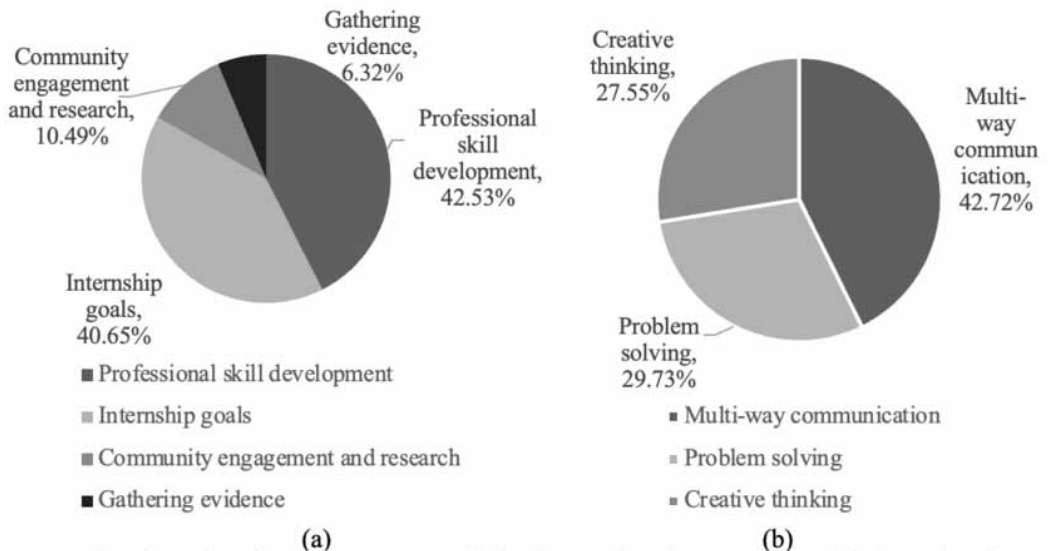 Gathering
evidence,
6.32%
Community
engagement
and research,
10.49%
Professional
skill
development,
42.53%
Internship
goals,
40.65%
■ Professional skill development
■ Internship goals
■ Community engagement and research
■ Gathering evidence
(a)
Creative
thinking,
27.55%
Multi-
way
commun
ication,
42.72%
Problem
solving,
29.73%
■ Multi-way communication
■ Problem solving
■ Creative thinking
(b)